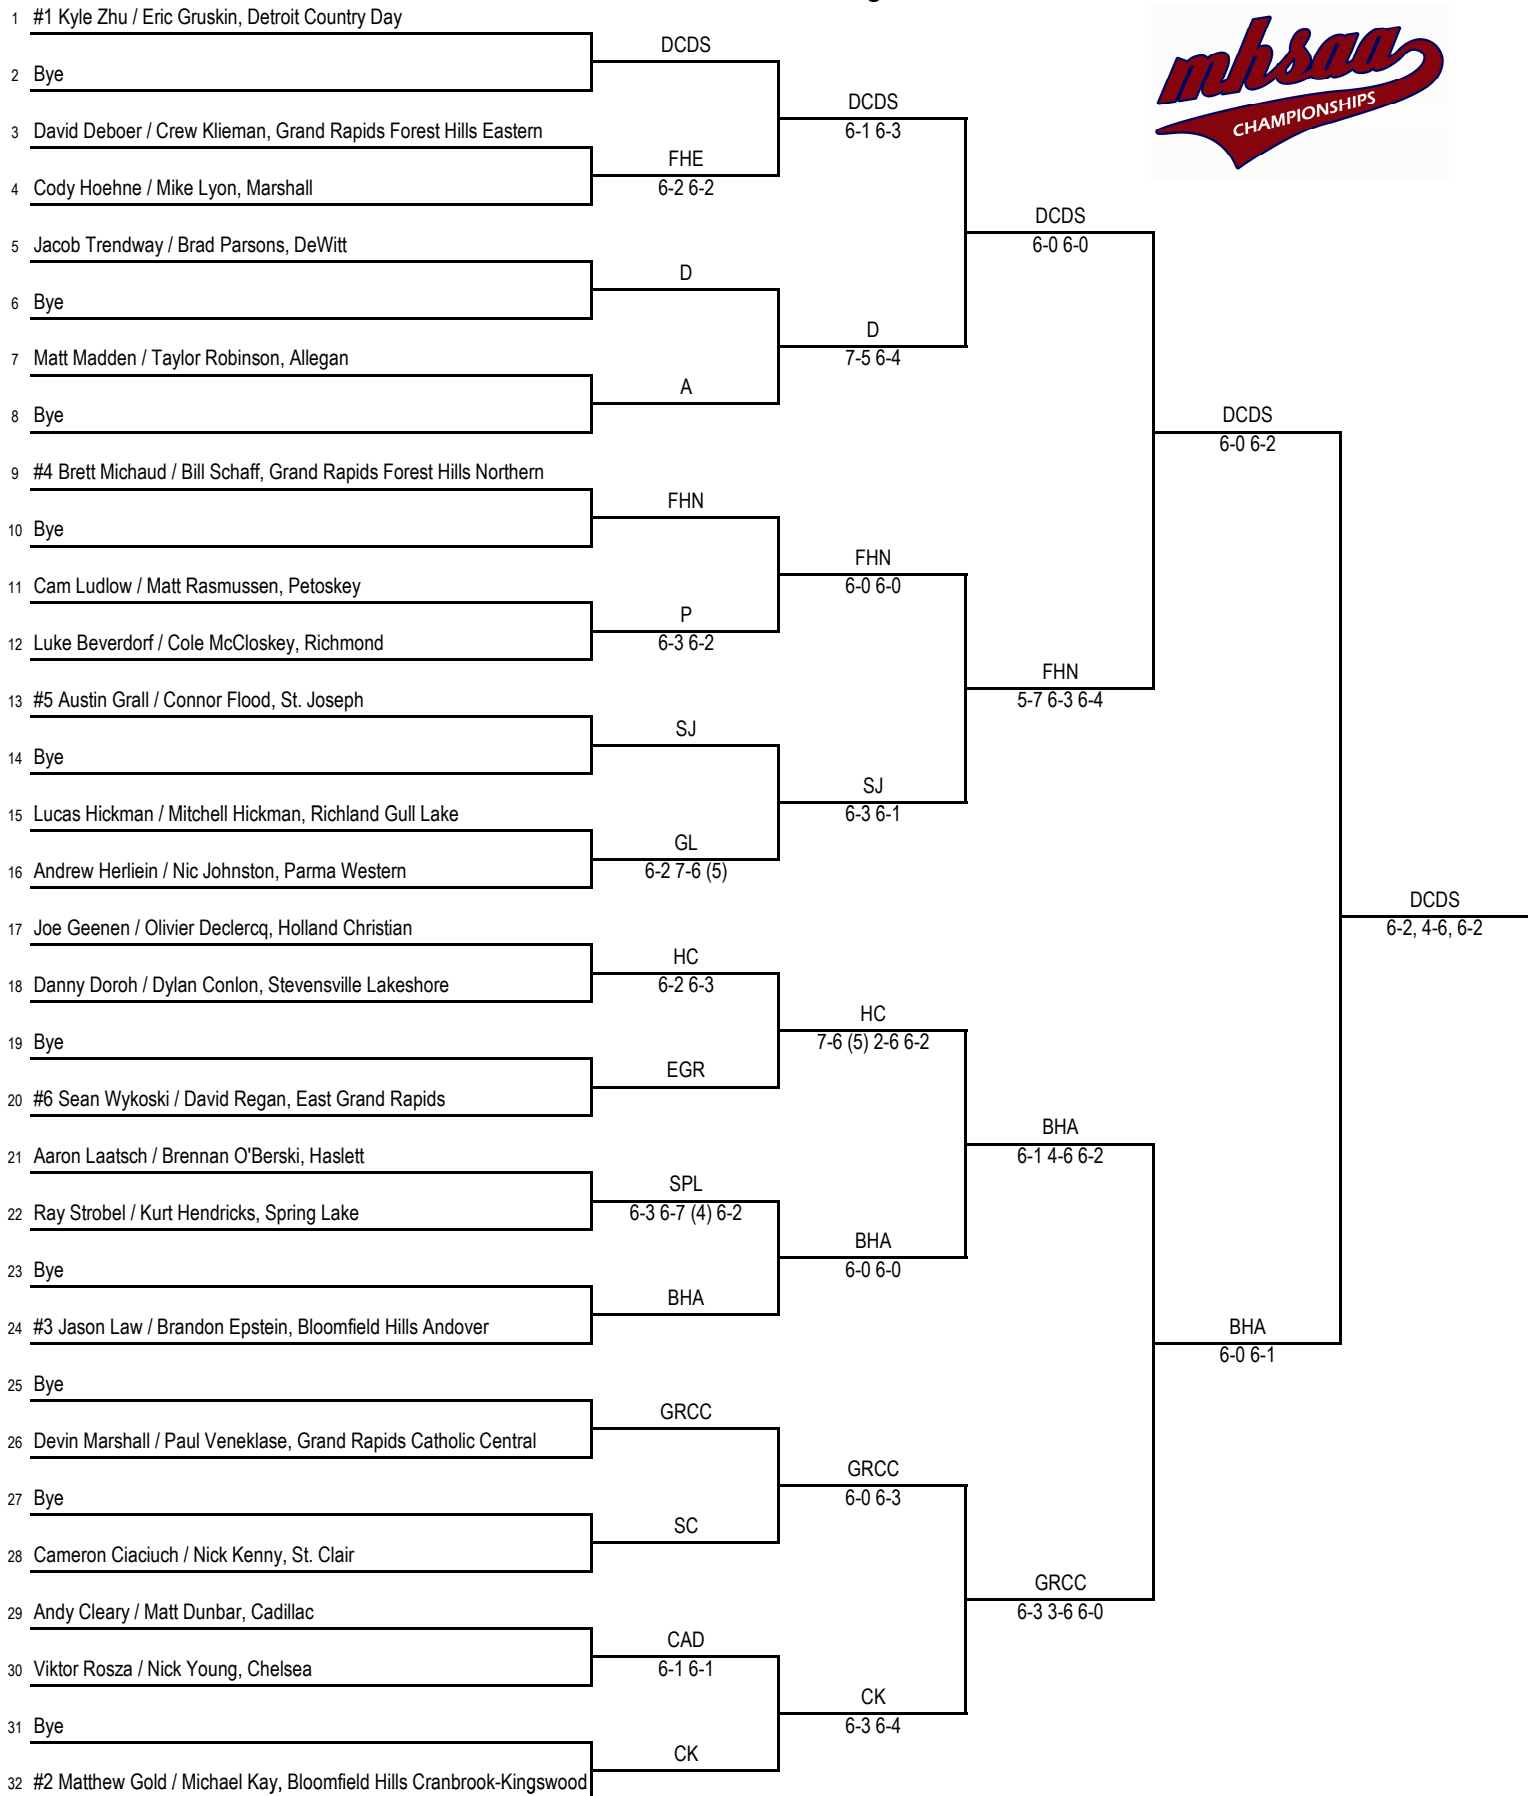 mhsaa
CHAMPIONSHIPS
1 #1 Kyle Zhu / Eric Gruskin, Detroit Country Day
DCDS
2 Bye
DCDS
6-1 6-3
3 David Deboer / Crew Klieman, Grand Rapids Forest Hills Eastern
FHE
6-2 6-2
4 Cody Hoehne / Mike Lyon, Marshall
DCDS
6-0 6-0
5 Jacob Trendway / Brad Parsons, DeWitt
D
6 Bye
D
7-5 6-4
7 Matt Madden / Taylor Robinson, Allegan
A
8 Bye
DCDS
6-0 6-2
9 #4 Brett Michaud / Bill Schaff, Grand Rapids Forest Hills Northern
FHN
10 Bye
FHN
6-0 6-0
11 Cam Ludlow / Matt Rasmussen, Petoskey
P
6-3 6-2
12 Luke Beverdorf / Cole McCloskey, Richmond
FHN
5-7 6-3 6-4
13 #5 Austin Grall / Connor Flood, St. Joseph
SJ
14 Bye
SJ
6-3 6-1
15 Lucas Hickman / Mitchell Hickman, Richland Gull Lake
GL
6-2 7-6 (5)
16 Andrew Herliein / Nic Johnston, Parma Western
DCDS
6-2, 4-6, 6-2
17 Joe Geenen / Olivier Declercq, Holland Christian
HC
6-2 6-3
18 Danny Doroh / Dylan Conlon, Stevensville Lakeshore
HC
7-6 (5) 2-6 6-2
19 Bye
EGR
20 #6 Sean Wykoski / David Regan, East Grand Rapids
BHA
6-1 4-6 6-2
21 Aaron Laatsch / Brennan O'Berski, Haslett
SPL
6-3 6-7 (4) 6-2
22 Ray Strobel / Kurt Hendricks, Spring Lake
BHA
6-0 6-0
23 Bye
BHA
24 #3 Jason Law / Brandon Epstein, Bloomfield Hills Andover
BHA
6-0 6-1
25 Bye
GRCC
26 Devin Marshall / Paul Veneklase, Grand Rapids Catholic Central
GRCC
6-0 6-3
27 Bye
SC
28 Cameron Ciaciuch / Nick Kenny, St. Clair
GRCC
6-3 3-6 6-0
29 Andy Cleary / Matt Dunbar, Cadillac
CAD
6-1 6-1
30 Viktor Rosza / Nick Young, Chelsea
CK
6-3 6-4
31 Bye
CK
32 #2 Matthew Gold / Michael Kay, Bloomfield Hills Cranbrook-Kingswood